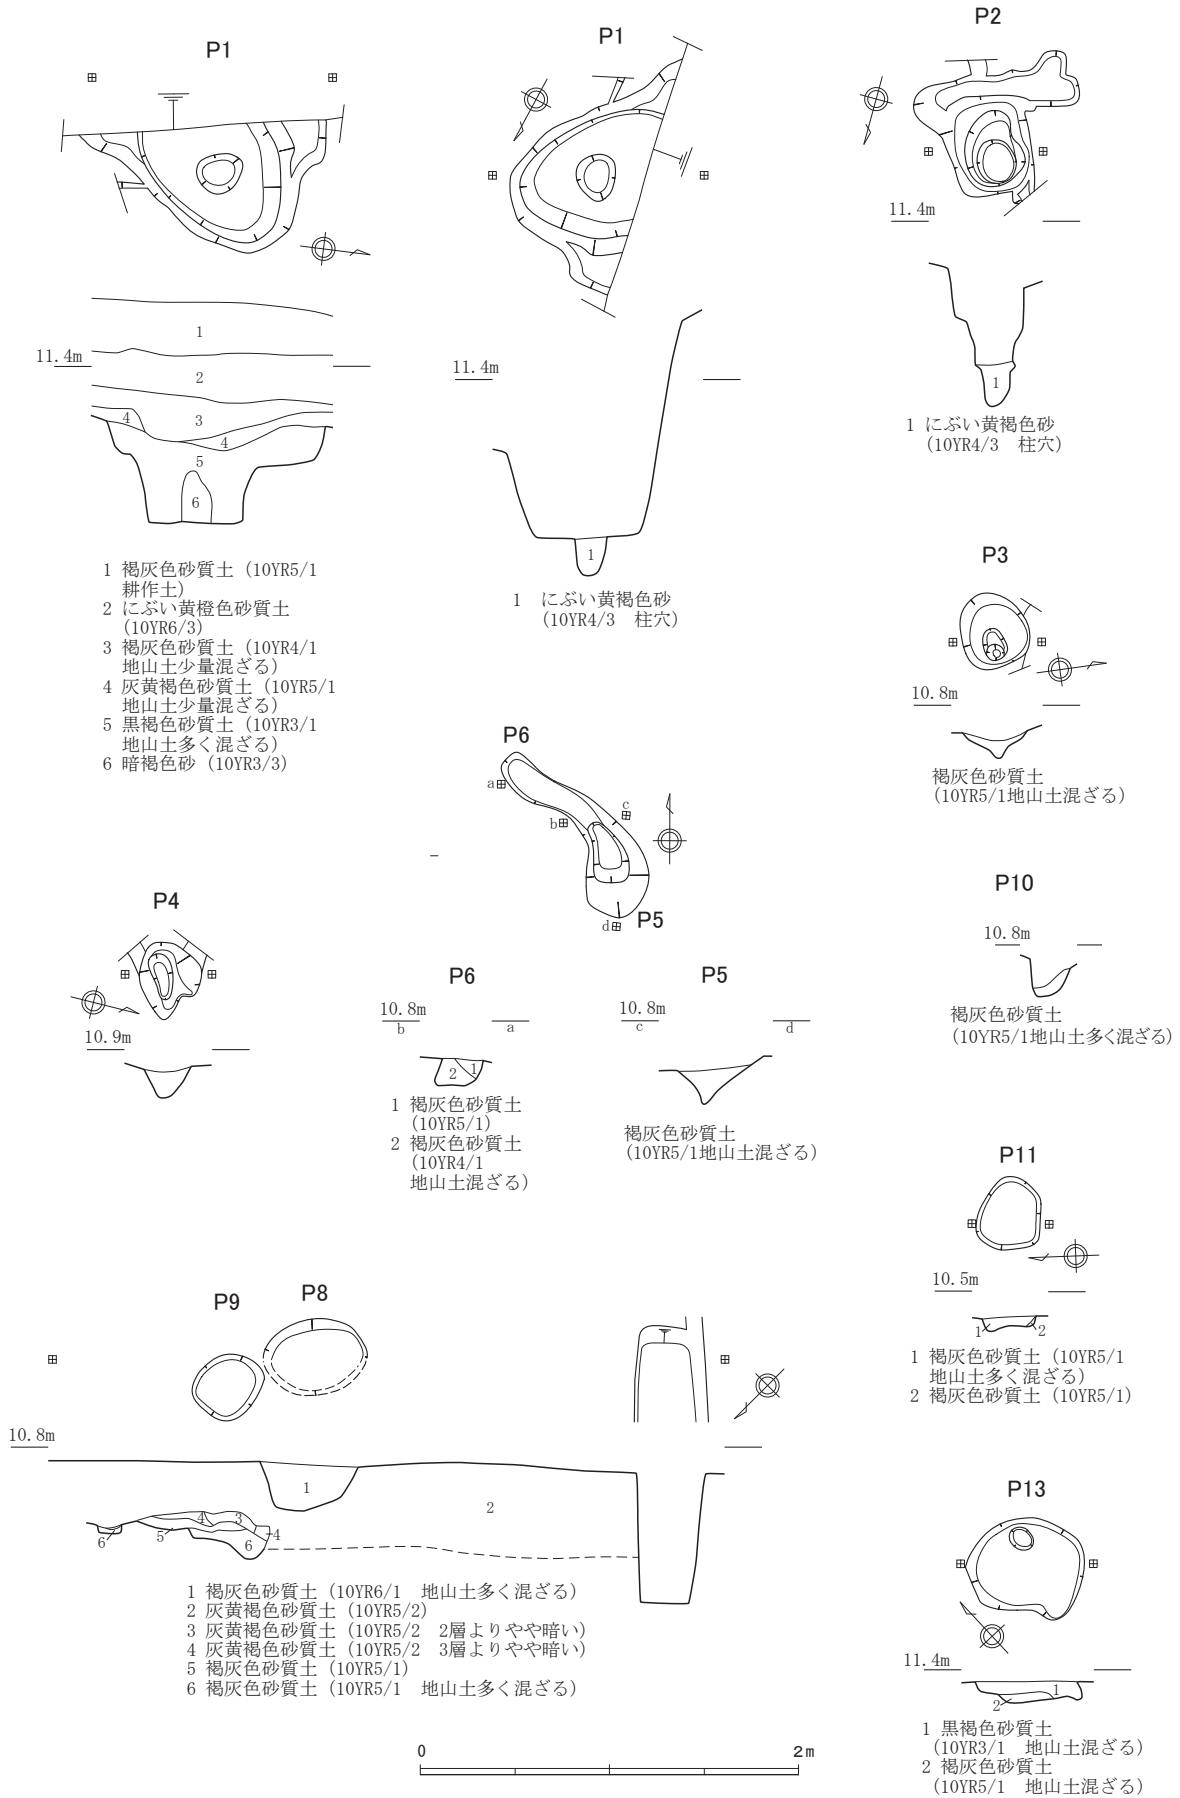 P1
11.4m
1
2
3
4
4
5
6
1 褐灰色砂質土（10YR5/1
耕作土）
2 にぶい黄橙色砂質土
（10YR6/3）
3 褐灰色砂質土（10YR4/1
地山土少量混ざる）
4 灰黄褐色砂質土（10YR5/1
地山土少量混ざる）
5 黒褐色砂質土（10YR3/1
地山土多く混ざる）
6 暗褐色砂（10YR3/3）
P1
11.4m
1
1 にぶい黄褐色砂
（10YR4/3 柱穴）
P2
11.4m
1
1 にぶい黄褐色砂
（10YR4/3 柱穴）
P3
10.8m
褐灰色砂質土
（10YR5/1地山土混ざる）
P6
a
b
c
d
P5
P4
10.9m
P6
10.8m
b
a
2
1
1 褐灰色砂質土
（10YR5/1）
2 褐灰色砂質土
（10YR4/1
地山土混ざる）
P5
10.8m
c
d
褐灰色砂質土
（10YR5/1地山土混ざる）
P10
10.8m
褐灰色砂質土
（10YR5/1地山土多く混ざる）
P11
10.5m
1
2
1 褐灰色砂質土（10YR5/1
地山土多く混ざる）
2 褐灰色砂質土（10YR5/1）
P9
P8
10.8m
1
2
4
3
4
6
5
6
1 褐灰色砂質土（10YR6/1 地山土多く混ざる）
2 灰黄褐色砂質土（10YR5/2）
3 灰黄褐色砂質土（10YR5/2 2層よりやや暗い）
4 灰黄褐色砂質土（10YR5/2 3層よりやや暗い）
5 褐灰色砂質土（10YR5/1）
6 褐灰色砂質土（10YR5/1 地山土多く混ざる）
P13
11.4m
1
2
1 黒褐色砂質土
（10YR3/1 地山土混ざる）
2 褐灰色砂質土
（10YR5/1 地山土混ざる）
0
2m